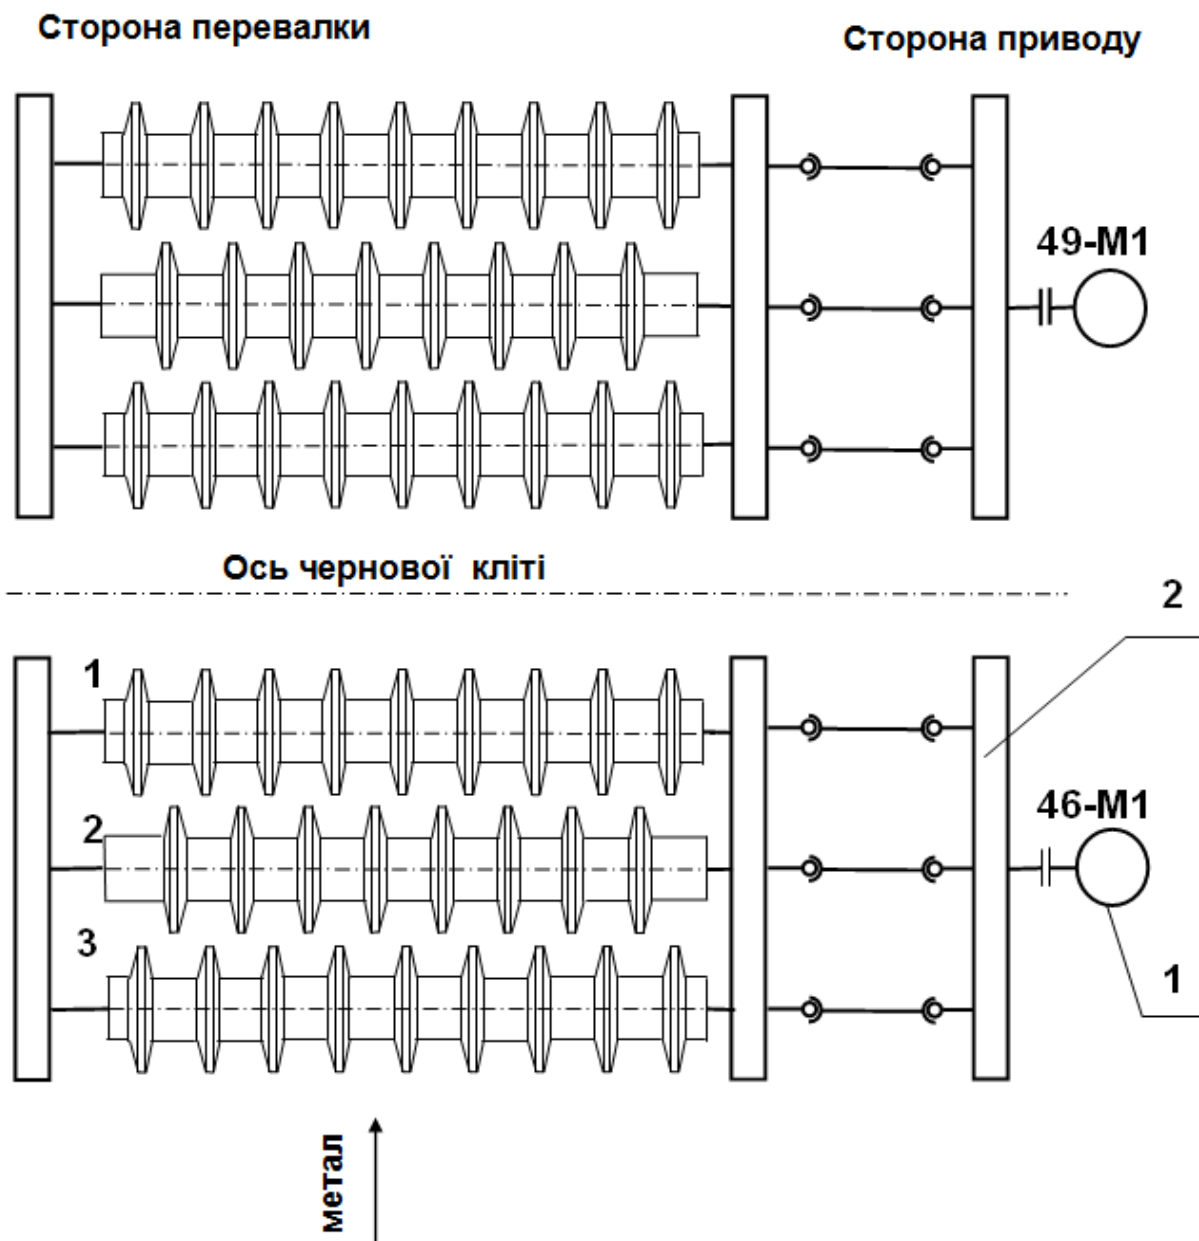 Сторона перевалки
Сторона приводу
49-М1
Ось чернової кліті
2
1
46-М1
2
3
1
метал